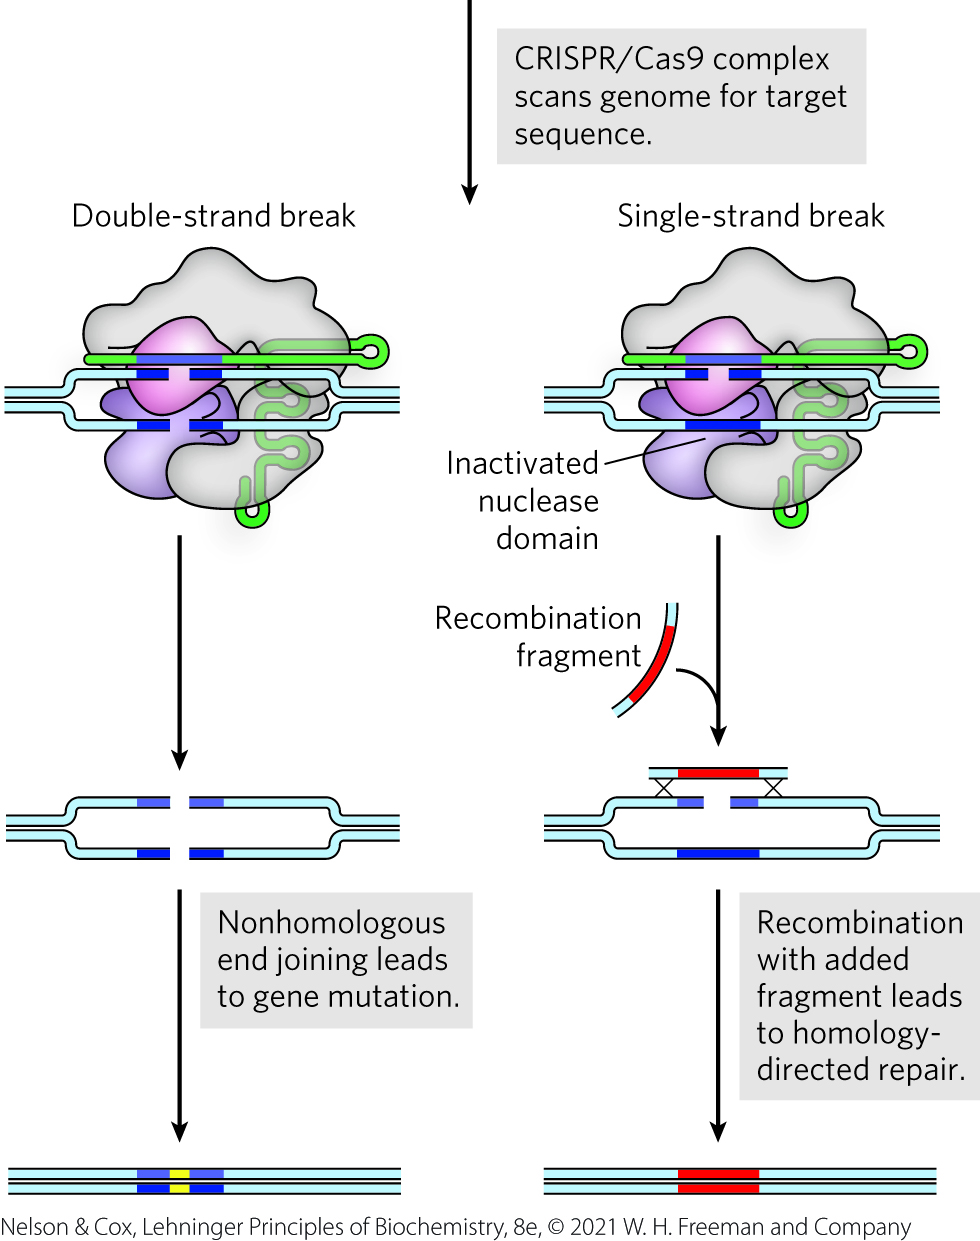 CRISPR/Cas9 complex
scans genome for target
sequence.
Double-strand break
Single-strand break
Inactivated
nuclease
domain
Recombination
fragment
Nonhomologous
end joining leads
to gene mutation.
Recombination
with added
fragment leads
to homology-
directed repair.
Nelson & Cox, Lehninger Principles of Biochemistry, 8e, © 2021 W. H. Freeman and Company